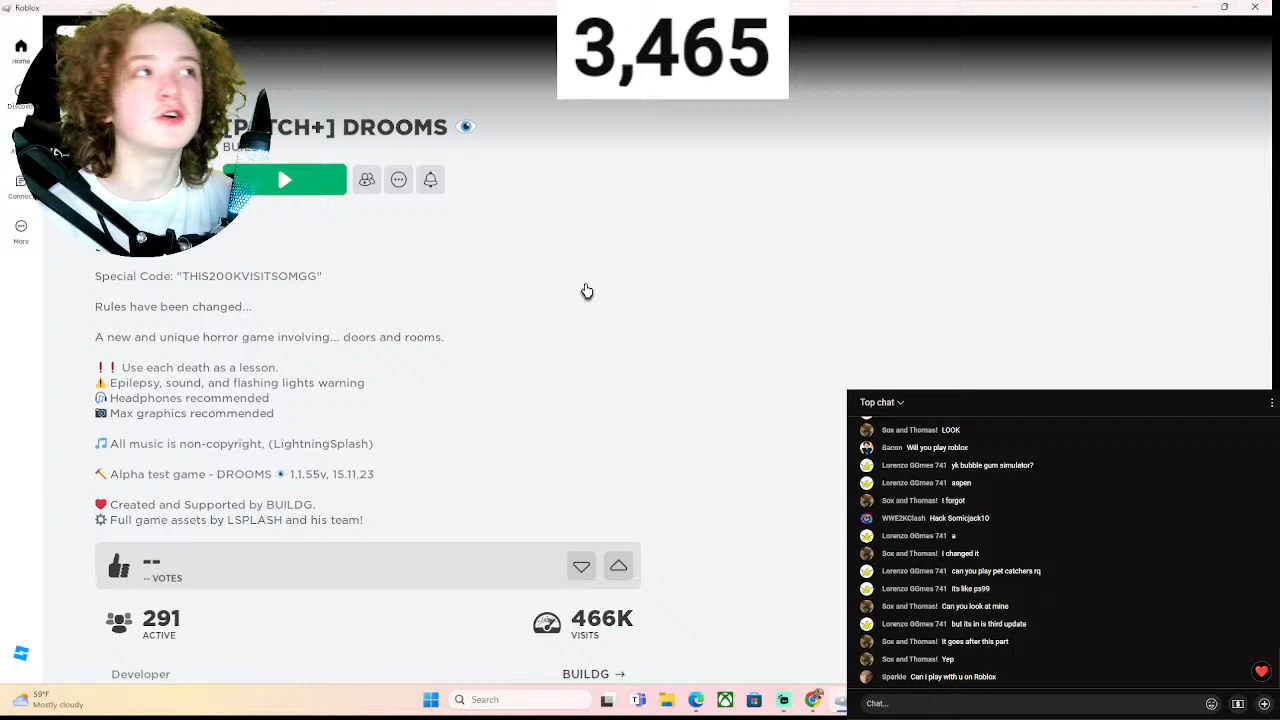 Roblox
3,465
Home
DROOMS 👁
Connec
More
Special Code: "THIS200KVISITSOMGG"
Rules have been changed...
A new and unique horror game involving... doors and rooms.
❗❗ Use each death as a lesson.
⚠️ Epilepsy, sound, and flashing lights warning
🎧 Headphones recommended
📷 Max graphics recommended
🎵 All music is non-copyright, (LightningSplash)
🔨 Alpha test game - DROOMS 👁 1.1.55v, 15.11.23
❤️ Created and Supported by BUILDG.
⚙️ Full game assets by LSPLASH and his team!
--
-- VOTES
291
ACTIVE
466K
VISITS
Developer
BUILDG →
Top chat
Sox and Thomas! LOOK
Bacon Will you play roblox
Lorenzo GGmes 741 yk bubble gum simulator?
Lorenzo GGmes 741 aspen
Sox and Thomas! I forgot
WWE2KClash Hack Somicjack10
Lorenzo GGmes 741 a
Sox and Thomas! I changed it
Lorenzo GGmes 741 can you play pet catchers rq
Lorenzo GGmes 741 Its like ps99
Sox and Thomas! Can you look at mine
Lorenzo GGmes 741 but its in is third update
Sox and Thomas! It goes after this part
Sox and Thomas! Yep
Sparkie Can I play with u on Roblox
Chat...
59°F
Mostly cloudy
Search